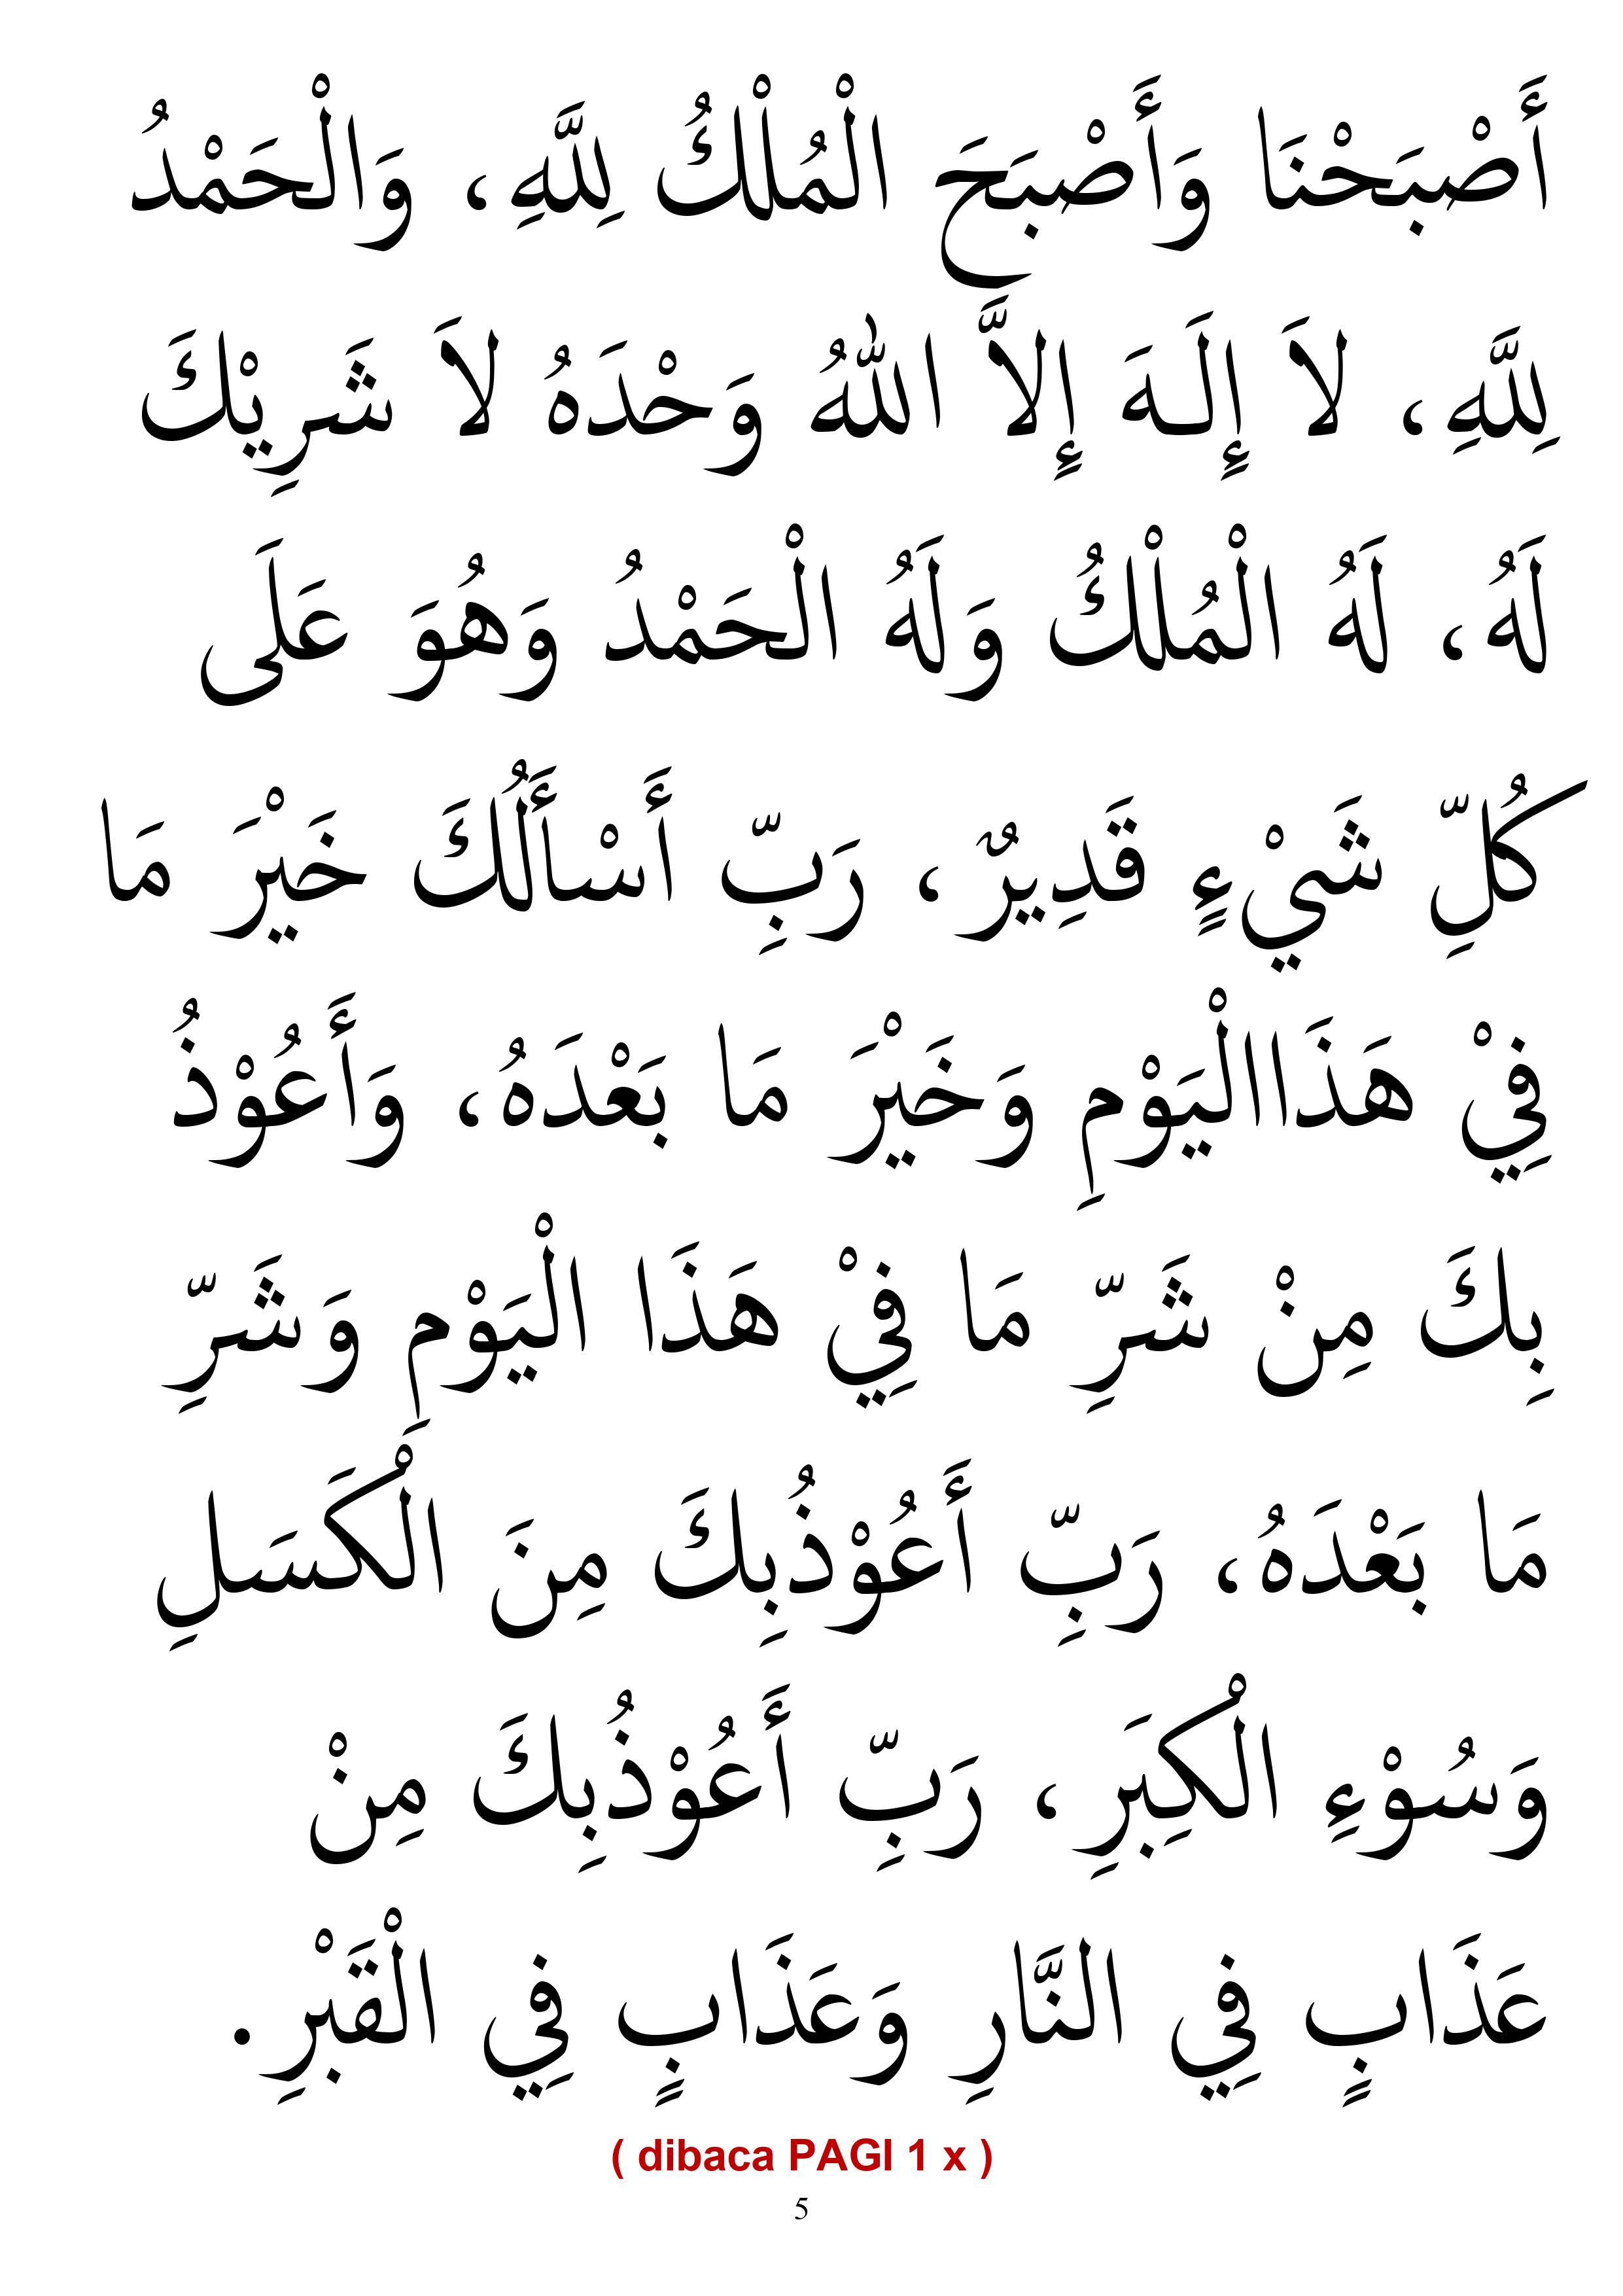 أَصْبَحْنَا وَأَصْبَحَ الْمُلْكُ لِلَّهِ، وَالْحَمْدُ
لِلَّهِ، لاَ إِلَهَ إِلاَّ اللهُ وَحْدَهُ لاَ شَرِيْكَ
لَهُ، لَهُ الْمُلْكُ وَلَهُ الْحَمْدُ وَهُوَ عَلَى
كُلِّ شَيْءٍ قَدِيرٌ، رَبِّ أَسْأَلُكَ خَيْرَ مَا
فِيْ هَذَاالْيَوْمِ وَخَيْرَ مَا بَعْدَهُ، وَأَعُوْذُ
بِكَ مِنْ شَرِّ مَا فِيْ هَذَا الْيَوْمِ وَشَرِّ
مَا بَعْدَهُ، رَبِّ أَعُوْذُبِكَ مِنَ الْكَسَلِ
وَسُوْءِ الْكِبَرِ، رَبِّ أَعُوْذُبِكَ مِنْ
عَذَابٍ فِي النَّارِ وَعَذَابٍ فِي الْقَبْرِ.
( dibaca PAGI 1 x )
5